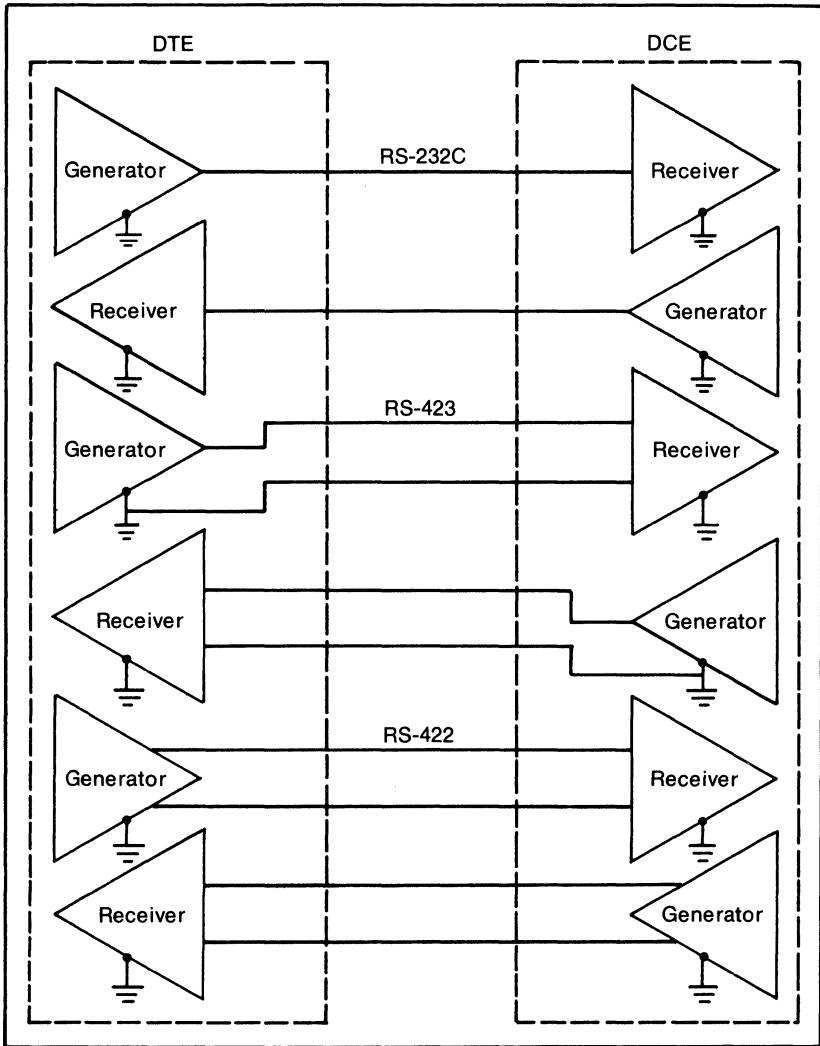 DTE DCE
Generator RS-232C Receiver
Receiver Generator
Generator RS-423 Receiver
Receiver Generator
Generator RS-422 Receiver
Receiver Generator